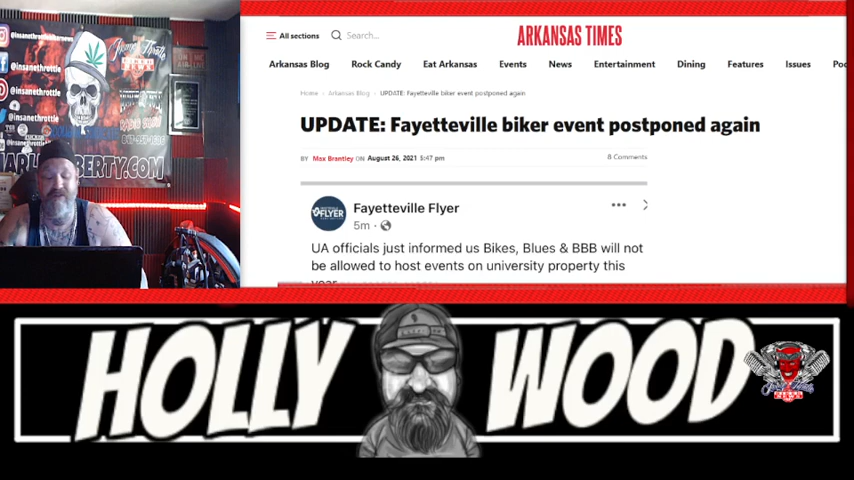 @insanethrottlebikernews
@insanethrottle
@insanethrottle
@insanethrottle
Insane Throttle
All sections
Search...
ARKANSAS TIMES
Arkansas Blog
Rock Candy
Eat Arkansas
Events
News
Entertainment
Dining
Features
Issues
Home
Arkansas Blog
UPDATE: Fayetteville biker event postponed again
UPDATE: Fayetteville biker event postponed again
BY Max Brantley ON August 26, 2021 5:47 pm
8 Comments
FLYER
Fayetteville Flyer
5m
UA officials just informed us Bikes, Blues & BBB will not
be allowed to host events on university property this
HOLLY WOOD